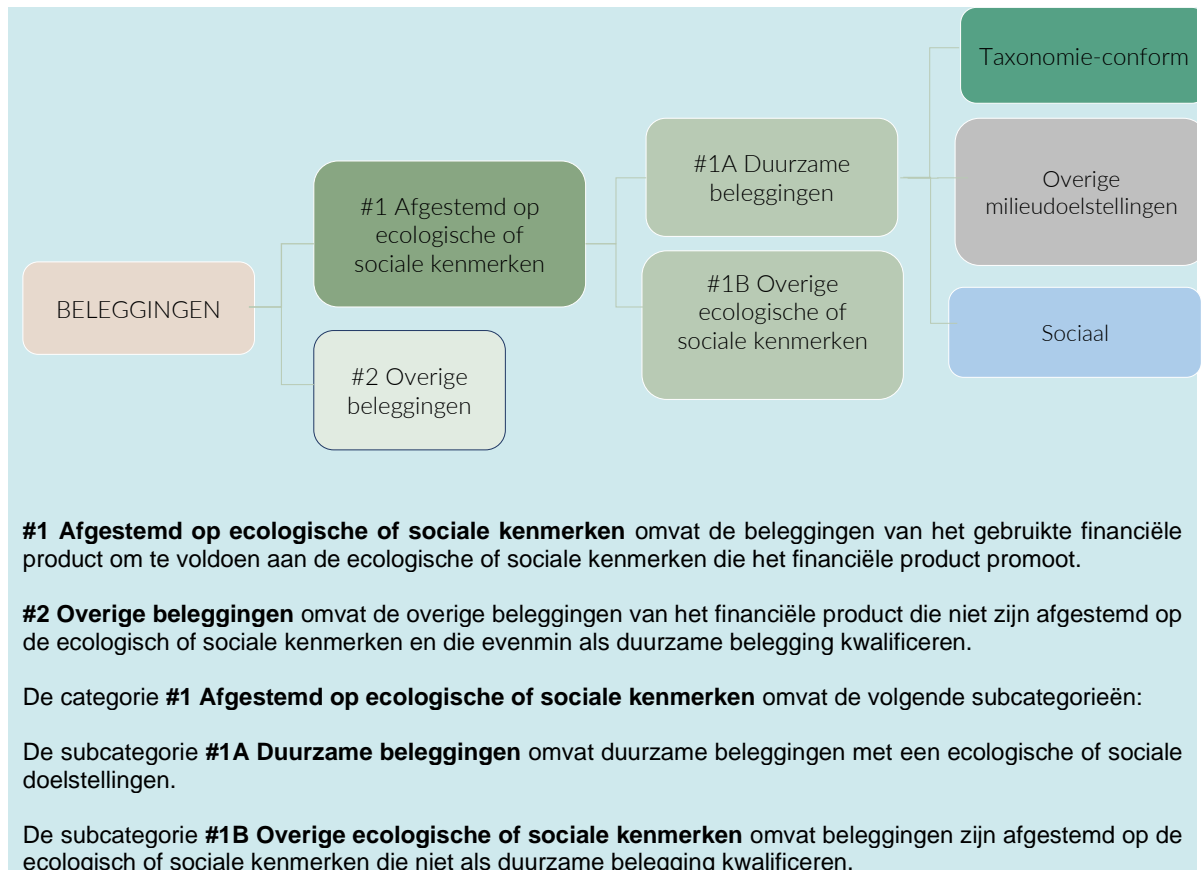 Taxonomie-conform
#1A Duurzame
beleggingen
Overige
milieudoelstellingen
#1 Afgestemd op
ecologische of
sociale kenmerken
#1B Overige
ecologische of
sociale kenmerken
BELEGGINGEN
Sociaal
#2 Overige
beleggingen
#1 Afgestemd op ecologische of sociale kenmerken omvat de beleggingen van het gebruikte financiële
product om te voldoen aan de ecologische of sociale kenmerken die het financiële product promoot.
#2 Overige beleggingen omvat de overige beleggingen van het financiële product die niet zijn afgestemd op
de ecologisch of sociale kenmerken en die evenmin als duurzame belegging kwalificeren.
De categorie #1 Afgestemd op ecologische of sociale kenmerken omvat de volgende subcategorieën:
De subcategorie #1A Duurzame beleggingen omvat duurzame beleggingen met een ecologische of sociale
doelstellingen.
De subcategorie #1B Overige ecologische of sociale kenmerken omvat beleggingen zijn afgestemd op de
ecologisch of sociale kenmerken die niet als duurzame belegging kwalificeren.